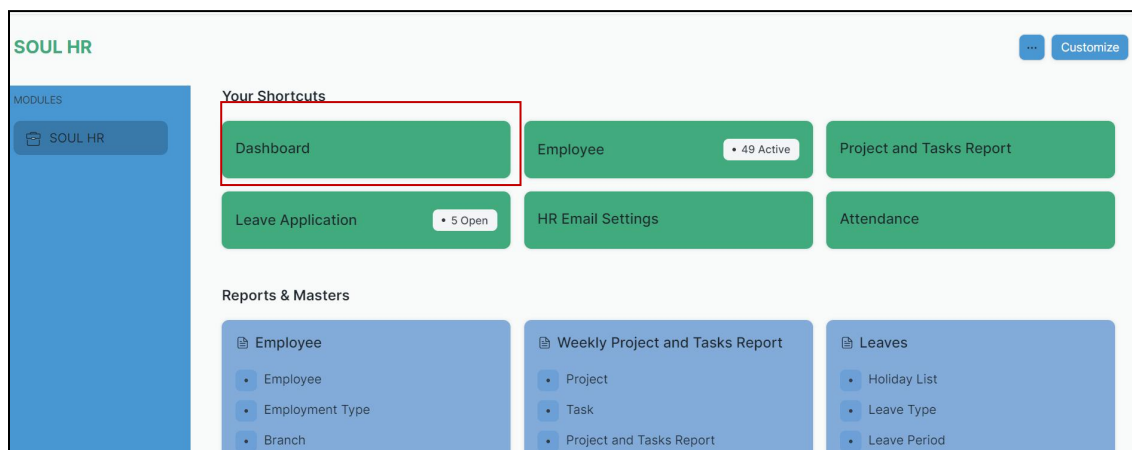 SOUL HR
...
Customize
MODULES
SOUL HR
Your Shortcuts
Dashboard
Employee
• 49 Active
Project and Tasks Report
Leave Application
• 5 Open
HR Email Settings
Attendance
Reports & Masters
Employee
• Employee
• Employment Type
• Branch
Weekly Project and Tasks Report
• Project
• Task
• Project and Tasks Report
Leaves
• Holiday List
• Leave Type
• Leave Period